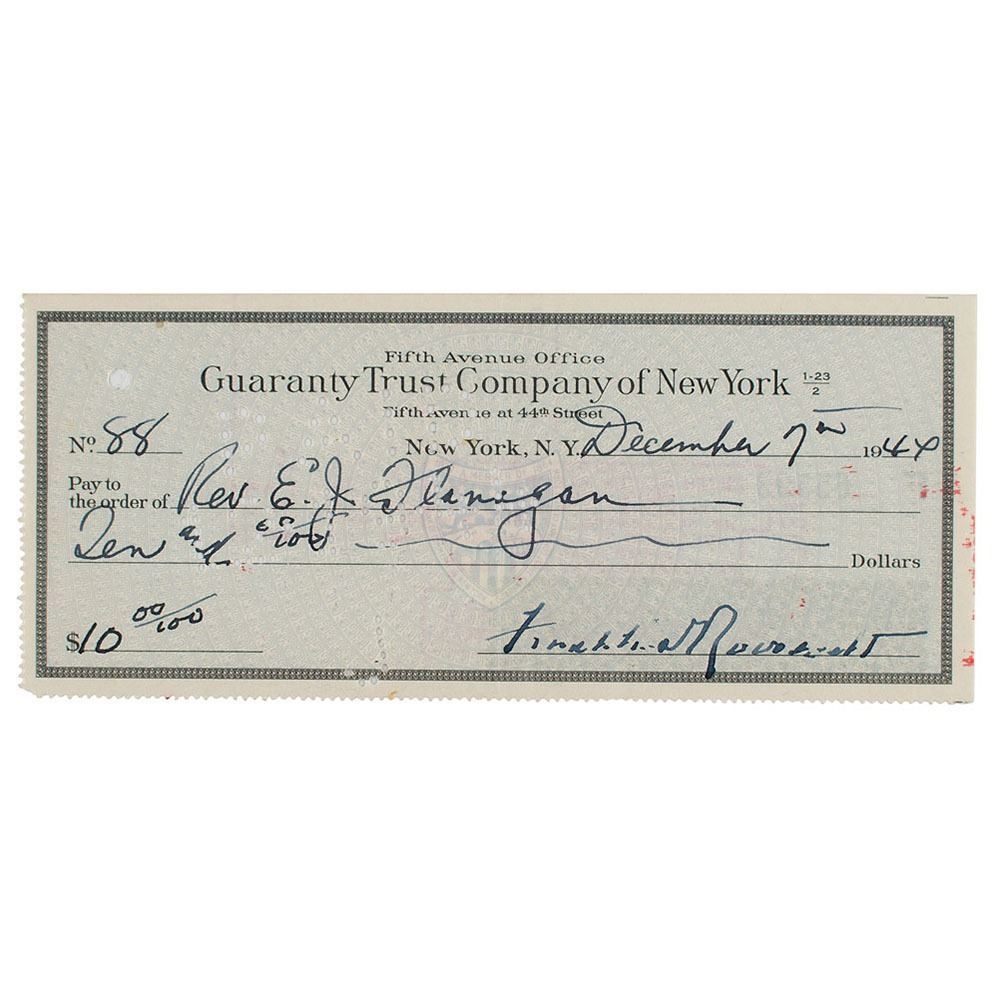 Fifth Avenue Office
Guaranty Trust Company of New York 1-23/2
Fifth Avenue at 44th Street
No. 88 New York, N. Y. December 7th 1944
Pay to
the order of Rev. E. J. Flanegan
Ten and 00/100 Dollars
$10 00/100 Franklin D Roosevelt